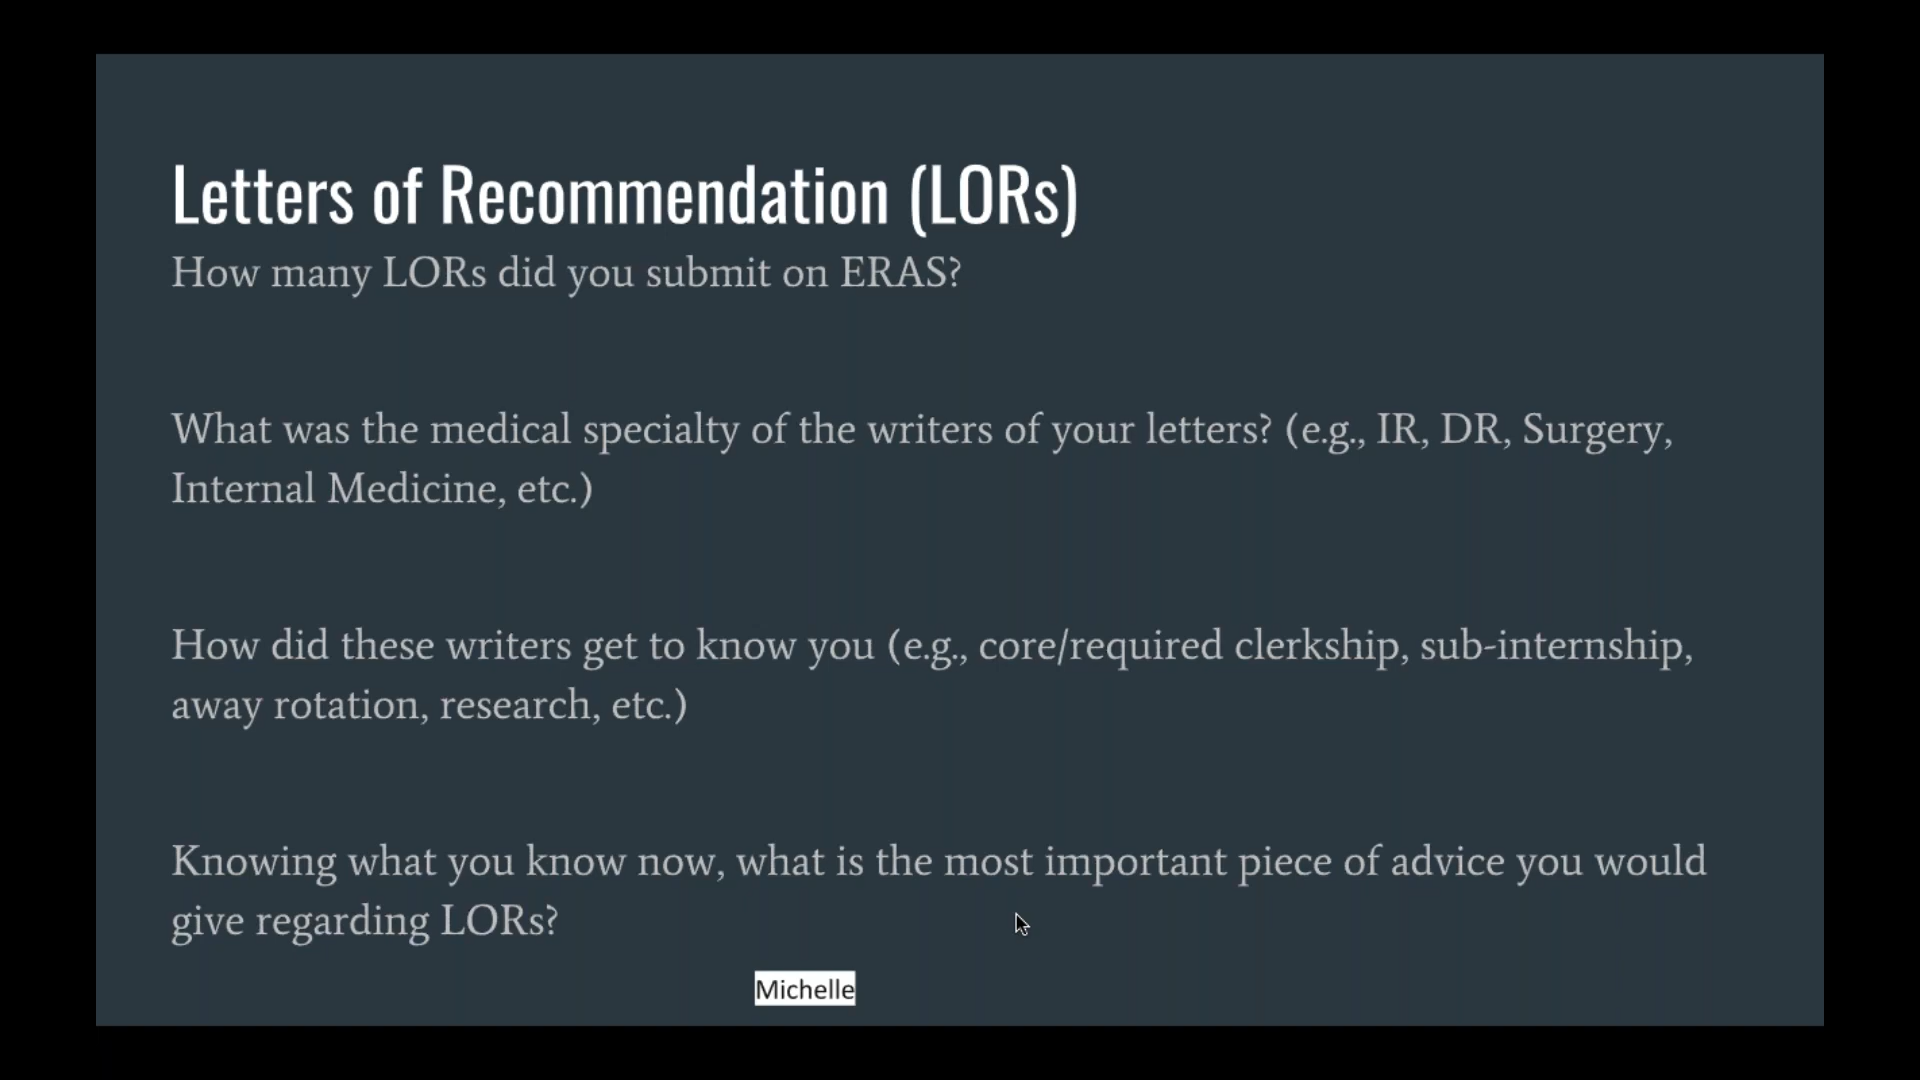 Letters of Recommendation (LORs)
How many LORs did you submit on ERAS?
What was the medical specialty of the writers of your letters? (e.g., IR, DR, Surgery,
Internal Medicine, etc.)
How did these writers get to know you (e.g., core/required clerkship, sub-internship,
away rotation, research, etc.)
Knowing what you know now, what is the most important piece of advice you would
give regarding LORs?
Michelle